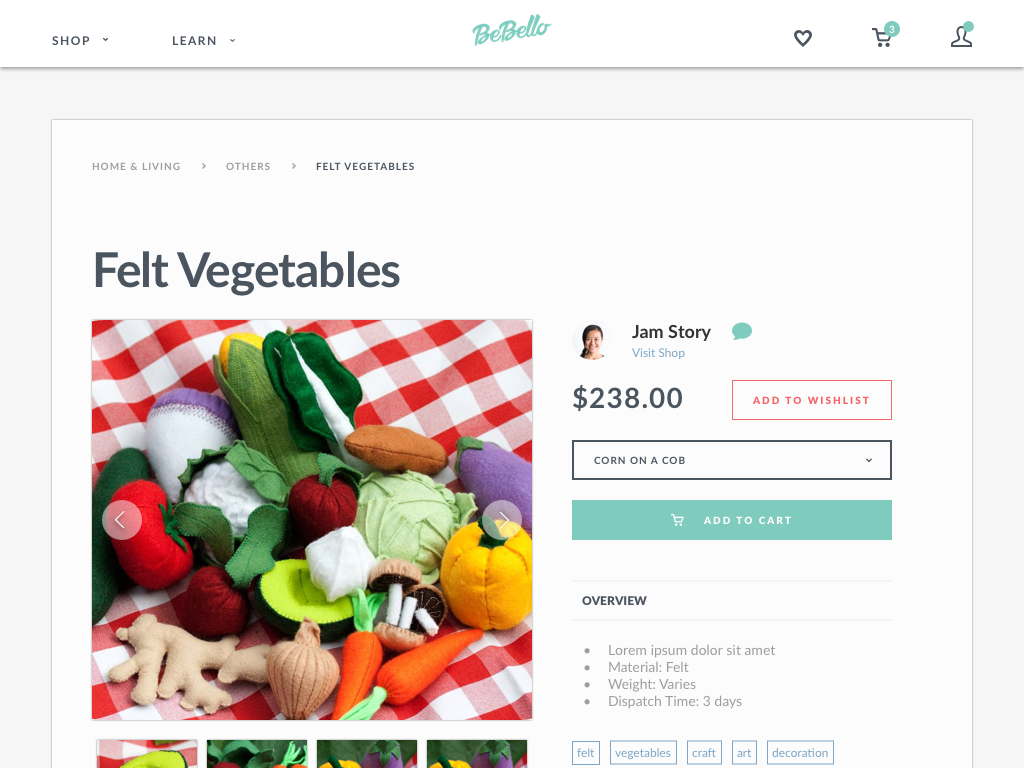 SHOP
LEARN
BeBello
3
HOME & LIVING > OTHERS > FELT VEGETABLES
Felt Vegetables
Jam Story
Visit Shop
$238.00
ADD TO WISHLIST
CORN ON A COB
ADD TO CART
OVERVIEW
• Lorem ipsum dolor sit amet
• Material: Felt
• Weight: Varies
• Dispatch Time: 3 days
felt vegetables craft art decoration